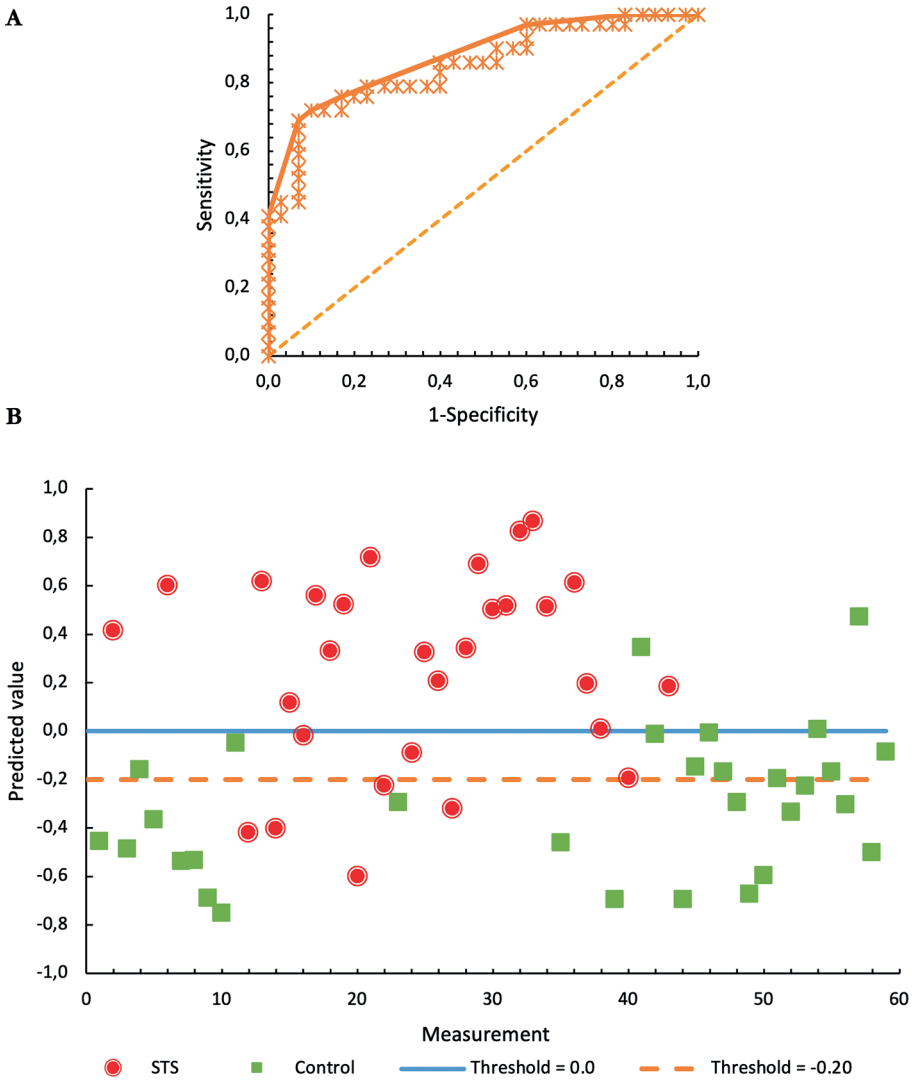 A
1,0
0,8
0,6
0,4
0,2
0,0
Sensitivity
0,0 0,2 0,4 0,6 0,8 1,0
1-Specificity
B
1,0
0,8
0,6
0,4
0,2
0,0
-0,2
-0,4
-0,6
-0,8
-1,0
Predicted value
0 10 20 30 40 50 60
Measurement
STS Control Threshold = 0.0 Threshold = -0.20